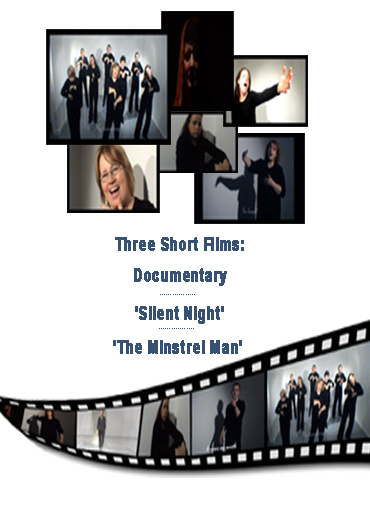 Three Short Films:
Documentary
'Silent Night'
'The Minstrel Man'